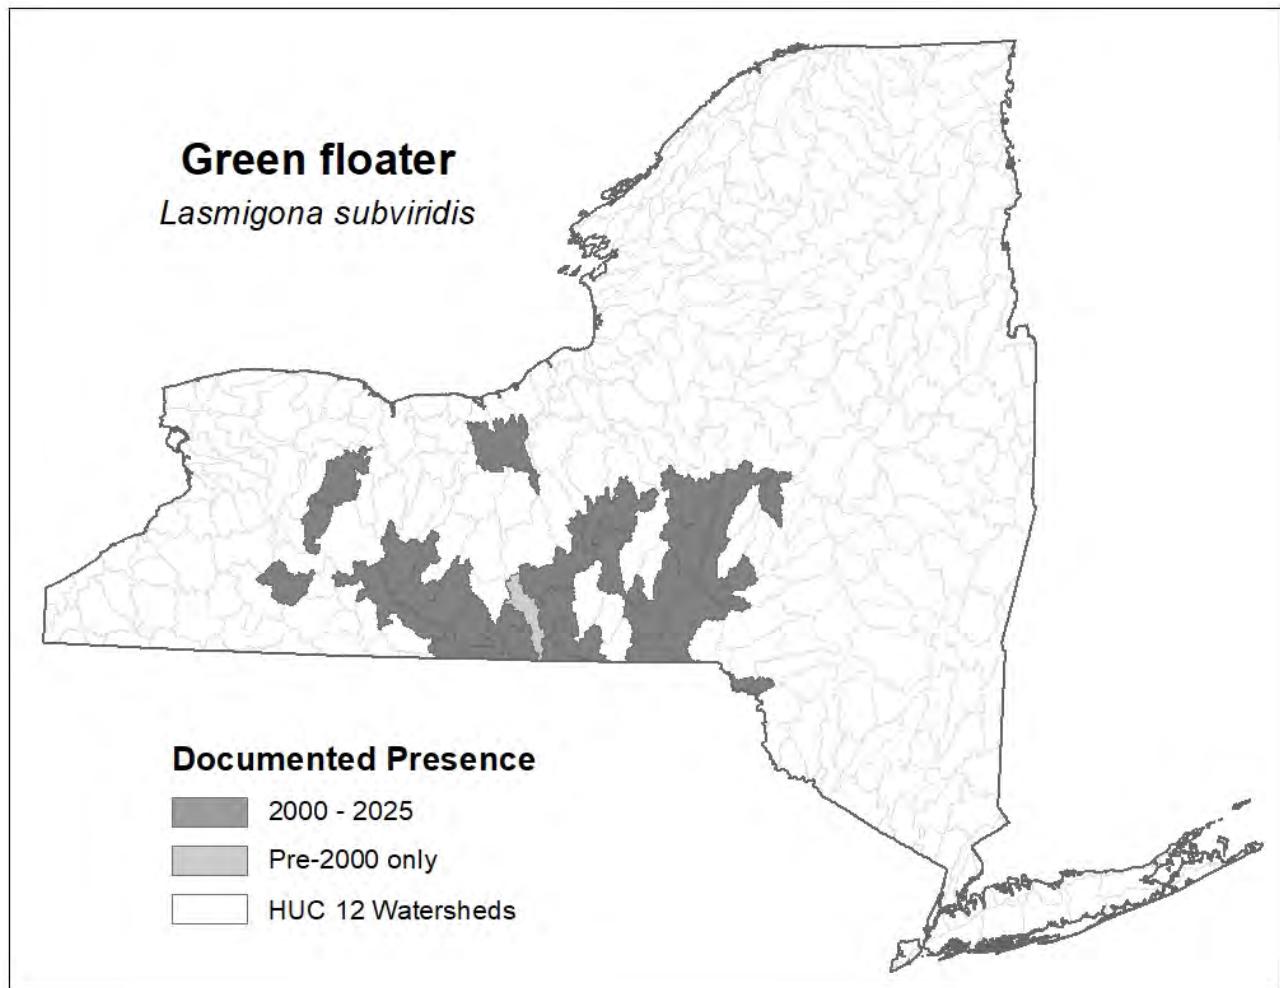 Green floater
Lasmigona subviridis
Documented Presence
2000 - 2025
Pre-2000 only
HUC 12 Watersheds